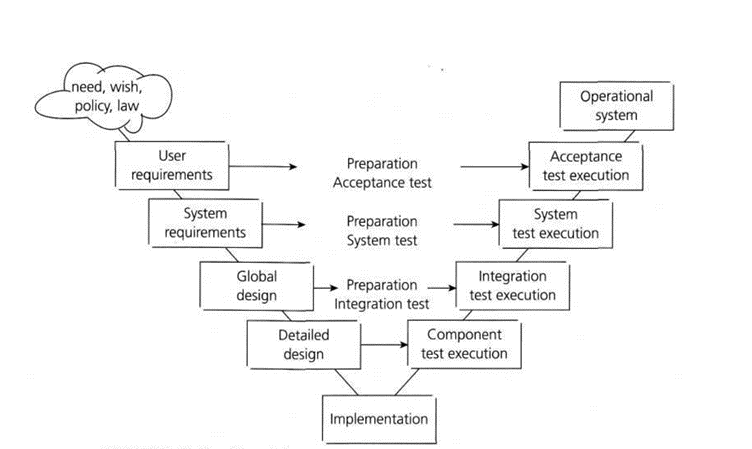 need, wish,
policy, law
Operational
system
User
requirements
Preparation
Acceptance test
Acceptance
test execution
System
requirements
Preparation
System test
System
test execution
Global
design
Preparation
Integration test
Integration
test execution
Detailed
design
Component
test execution
Implementation